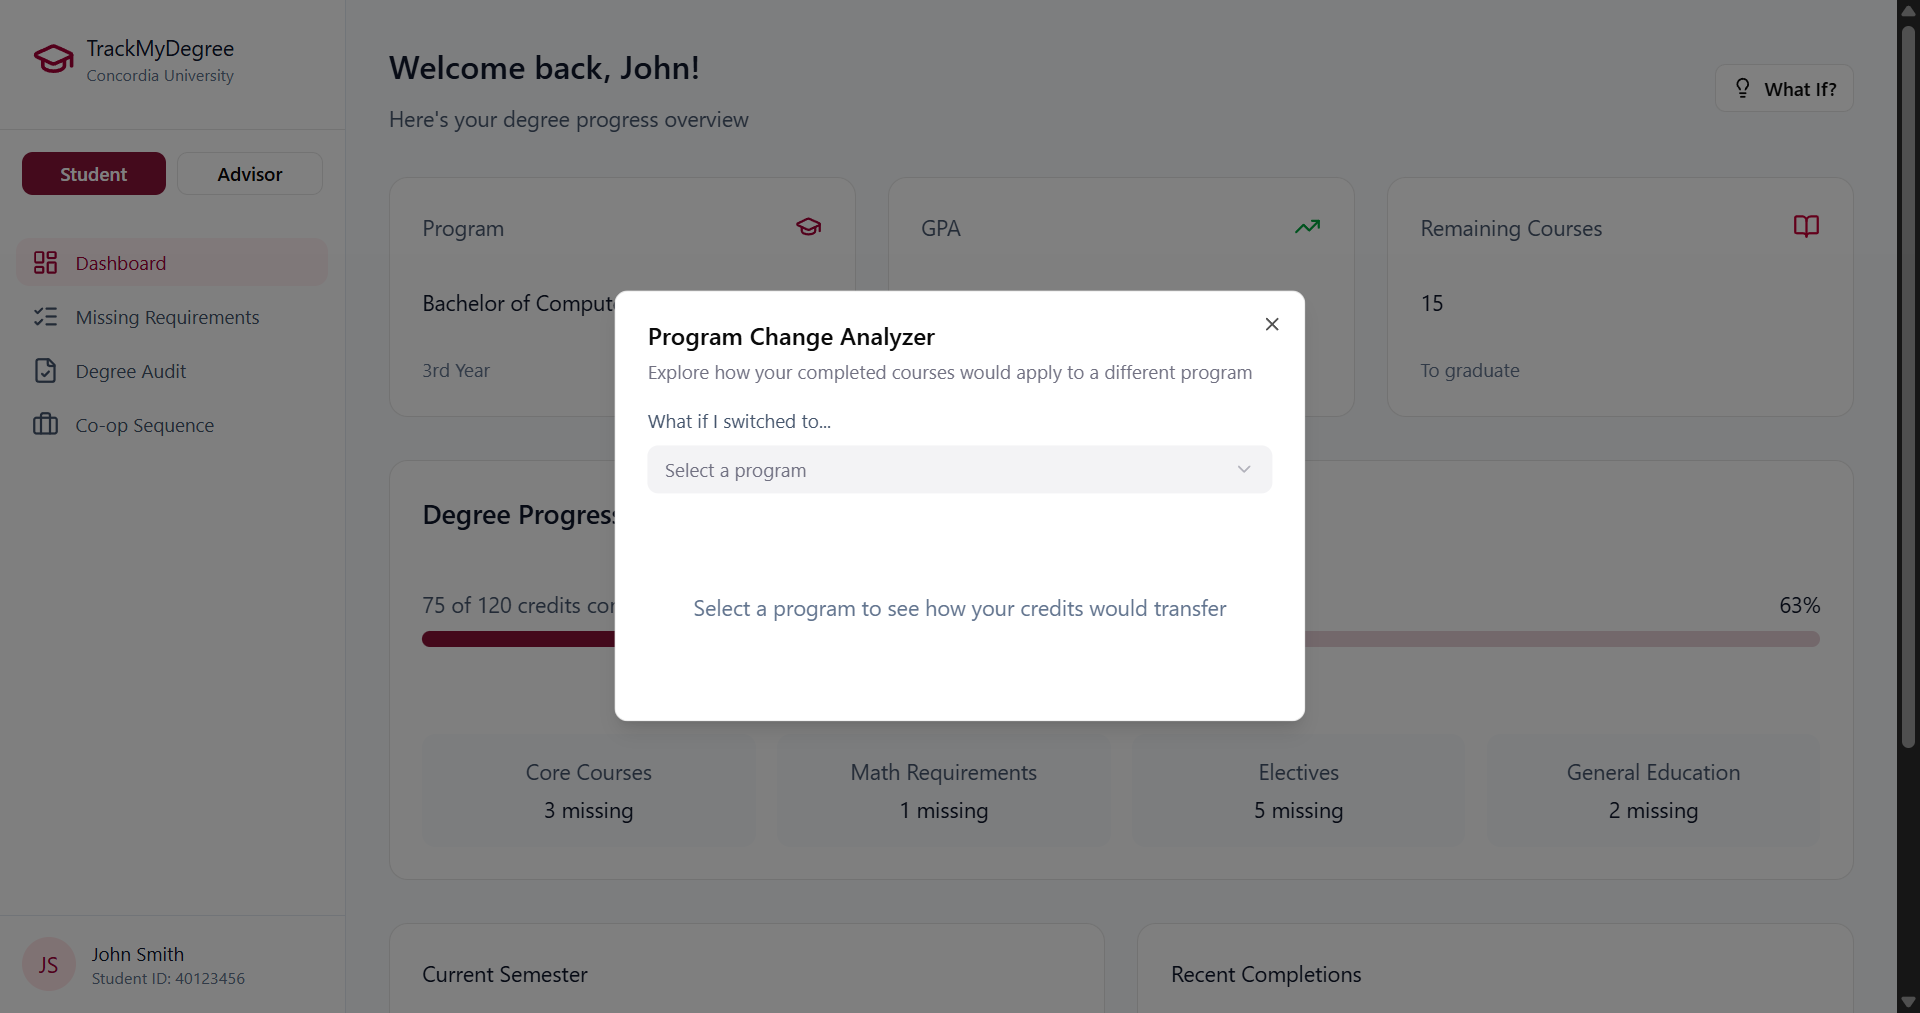 TrackMyDegree
Concordia University
Student
Advisor
Dashboard
Missing Requirements
Degree Audit
Co-op Sequence
JS
John Smith
Student ID: 40123456
Welcome back, John!
Here's your degree progress overview
What If?
Program
Bachelor of Comput
3rd Year
GPA
Remaining Courses
15
To graduate
Program Change Analyzer
Explore how your completed courses would apply to a different program
What if I switched to...
Select a program
Select a program to see how your credits would transfer
Degree Progress
75 of 120 credits co
63%
Core Courses
3 missing
Math Requirements
1 missing
Electives
5 missing
General Education
2 missing
Current Semester
Recent Completions